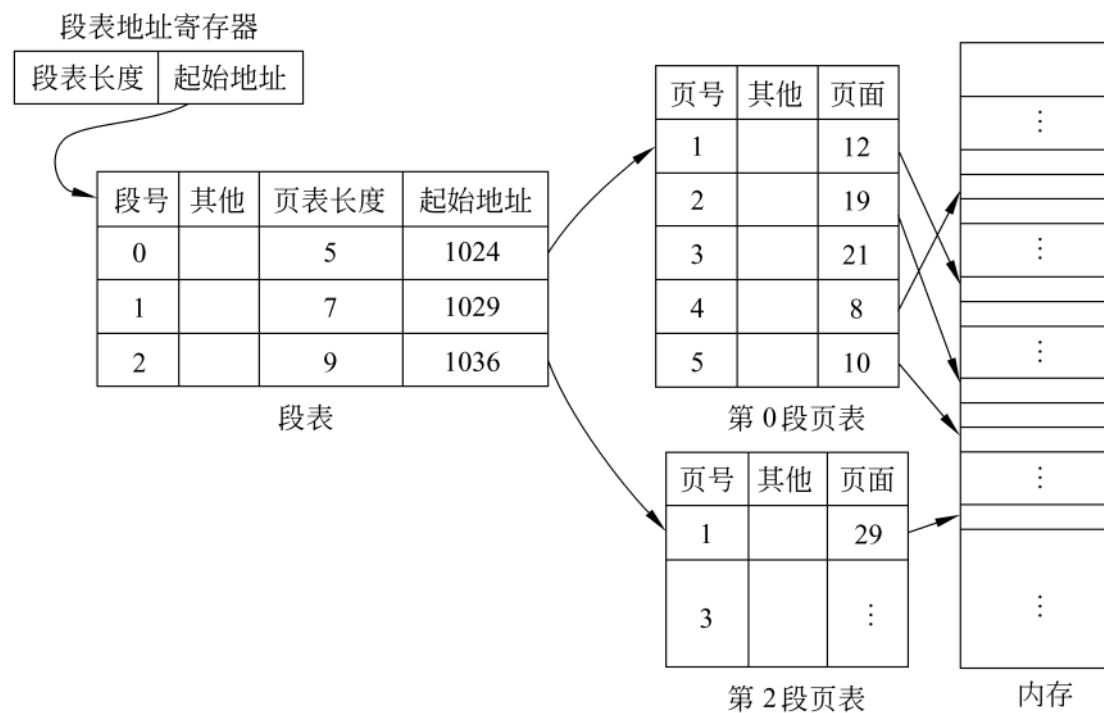 段表地址寄存器
段表长度 起始地址
段号 其他 页表长度 起始地址
0 5 1024
1 7 1029
2 9 1036
段表
页号 其他 页面
1 12
2 19
3 21
4 8
5 10
第 0 段页表
页号 其他 页面
1 29
3 ⋮
第 2 段页表
⋮
⋮
⋮
⋮
⋮
内存